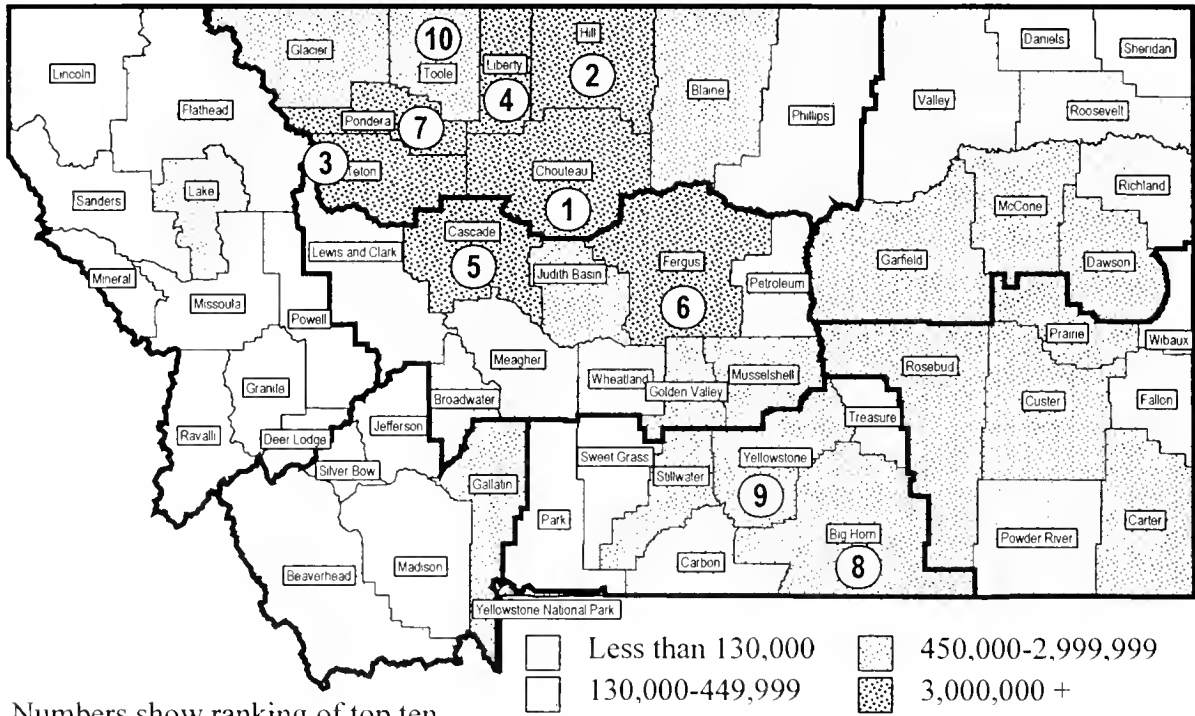 Lincoln
Flathead
Glacier
10
Toole
Liberty
4
Hill
2
Blaine
Phillips
Valley
Daniels
Sheridan
Roosevelt
Pondera
7
3
Teton
Chouteau
1
Richland
McCone
Sanders
Lake
Lewis and Clark
Cascade
5
Judith Basin
Fergus
6
Petroleum
Garfield
Dawson
Mineral
Missoula
Powell
Meagher
Wheatland
Golden Valley
Musselshell
Rosebud
Prairie
Wibaux
Custer
Fallon
Granite
Broadwater
Treasure
Ravalli
Deer Lodge
Jefferson
Silver Bow
Gallatin
Sweet Grass
Stillwater
Yellowstone
9
Park
Big Horn
8
Carbon
Powder River
Carter
Beaverhead
Madison
Yellowstone National Park
Less than 130,000
450,000-2,999,999
130,000-449,999
3,000,000 +
Numbers show ranking of top ten